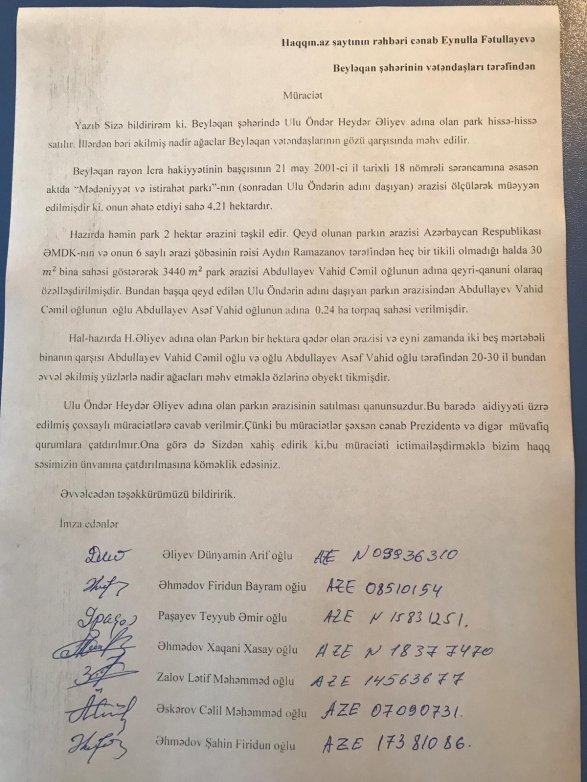 Haqqın.az saytının rəhbəri cənab Eynulla Fətullayevə
Beyləqan şəhərinin vətəndaşları tərəfindən
Müraciət
Yazıb Sizə bildirirəm ki, Beyləqan şəhərində Ulu Öndər Heydər Əliyev adına olan park hissə-hissə
satılır. İllərdən bəri əkilmiş nadir ağaclar Beyləqan vətəndaşlarının gözü qarşısında məhv edilir.
Beyləqan rayon İcra hakiyyətinin başçısının 21 may 2001-ci il tarixli 18 nömrəli sərəncamına əsasən
aktda “Mədəniyyət və istirahət parkı”-nın (sonradan Ulu Öndərin adını daşıyan) ərazisi ölçülərək müəyyən
edilmişdir ki, onun əhatə etdiyi sahə 4,21 hektardır.
Hazırda həmin park 2 hektar ərazini təşkil edir. Qeyd olunan parkın ərazisi Azərbaycan Respublikası
ƏMDK-nın və onun 6 saylı ərazi şöbəsinin rəisi Aydın Ramazanov tərəfindən heç bir tikili olmadığı halda 30
m² bina sahəsi göstərərək 3440 m² park ərazisi Abdullayev Vahid Cəmil oğlunun adına qeyri-qanuni olaraq
özəlləşdirilmişdir. Bundan başqa qeyd edilən Ulu Öndərin adını daşıyan parkın ərazisindən Abdullayev Vahid
Cəmil oğlunun oğlu Abdullayev Asəf Vahid oğlunun adına 0.24 ha torpaq sahəsi verilmişdir.
Hal-hazırda H.Əliyev adına olan Parkın bir hektara qədər olan ərazisi və eyni zamanda iki beş mərtəbəli
binanın qarşısı Abdullayev Vahid Cəmil oğlu və oğlu Abdullayev Asəf Vahid oğlu tərəfindən 20-30 il bundan
əvvəl əkilmiş yüzlərlə nadir ağacları məhv etməklə özlərinə obyekt tikmişdir.
Ulu Öndər Heydər Əliyev adına olan parkın ərazisinin satılması qanunsuzdur.Bu barədə aidiyyəti üzrə
edilmiş çoxsaylı müraciətlərə cavab verilmir.Çünki bu müraciətlər şəxsən cənab Prezidentə və digər müvafiq
qurumlara çatdırılmır.Ona görə də Sizdən xahiş edirik ki,bu müraciəti ictimailəşdirməklə bizim haqq
səsimizin ünvanına çatdırılmasına köməklik edəsiniz.
Əvvəlcədən təşəkkürümüzü bildiririk.
İmza edənlər
Əliyev Dünyamin Arif oğlu AZE N 09936310
Əhmədov Firidun Bayram oğlu AZE 08510154
Paşayev Teyyub Əmir oğlu AZE N 15831251.
Əhmədov Xaqani Xasay oğlu AZE N 18377470
Zalov Lətif Məhəmməd oğlu AZE 14563677
Əskərov Cəlil Məhəmməd oğlu AZE 07090731.
Əhmədov Şahin Firidun oğlu AZE 17381086.